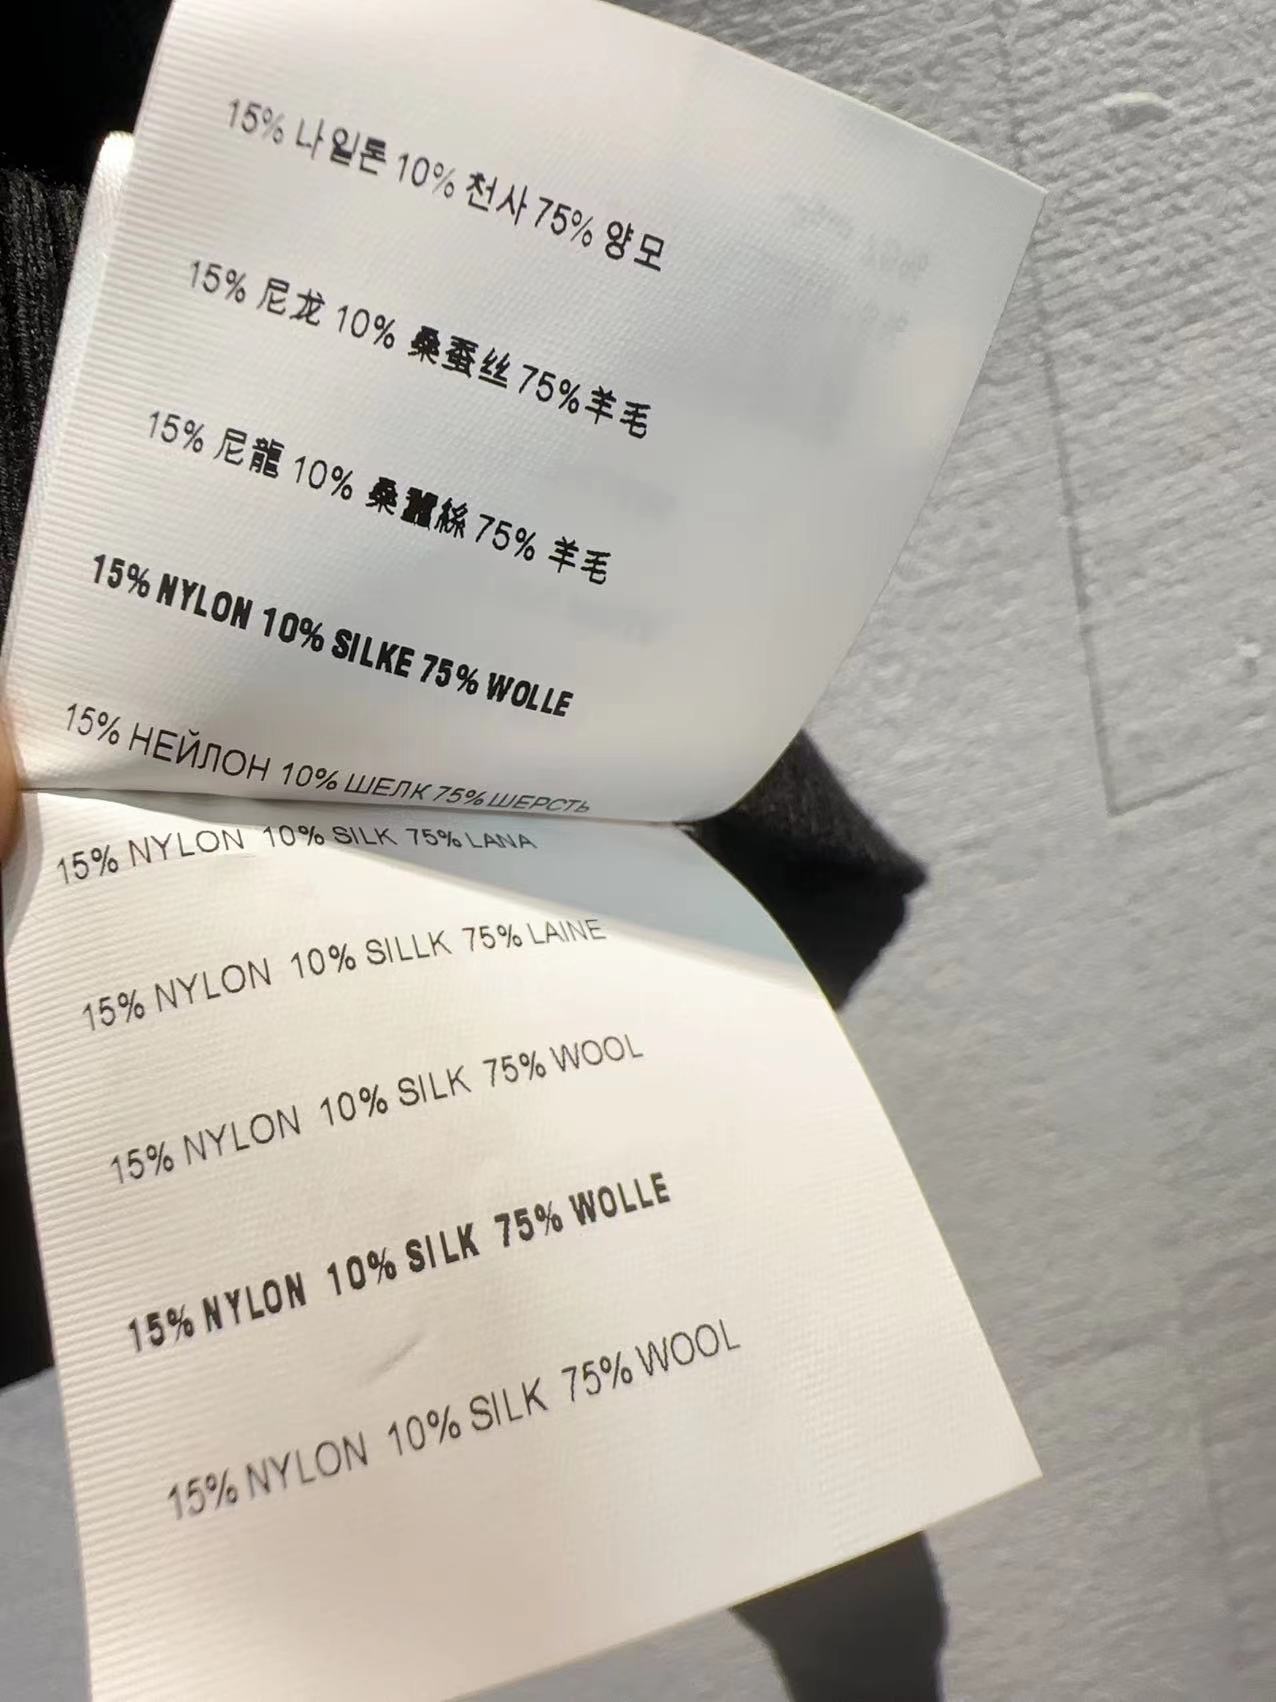 15% 나일론 10% 천사 75% 양모
15% 尼龙 10% 桑蚕丝 75% 羊毛
15% 尼龍 10% 桑蠶絲 75% 羊毛
15% NYLON 10% SILKE 75% WOLLE
15% НЕЙЛОН 10% ШЕЛК 75% ШЕРСТЬ
15% NYLON 10% SILK 75% LANA
15% NYLON 10% SILLK 75% LAINE
15% NYLON 10% SILK 75% WOOL
15% NYLON 10% SILK 75% WOLLE
15% NYLON 10% SILK 75% WOOL